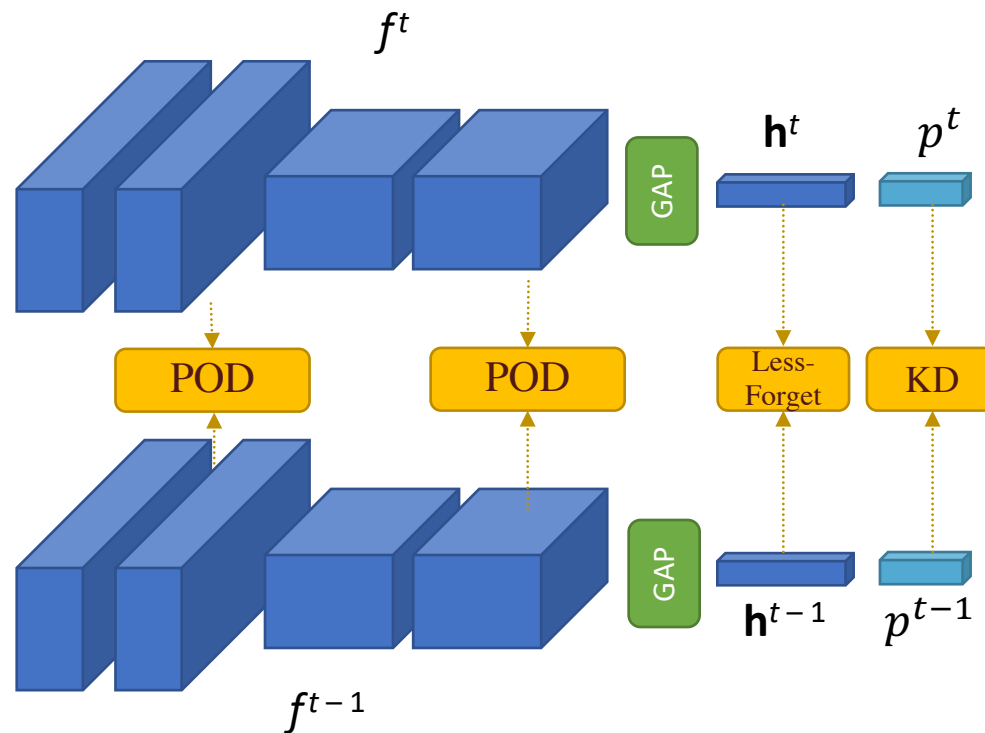 f^t
h^t
p^t
GAP
POD
POD
Less-
Forget
KD
GAP
h^{t-1}
p^{t-1}
f^{t-1}